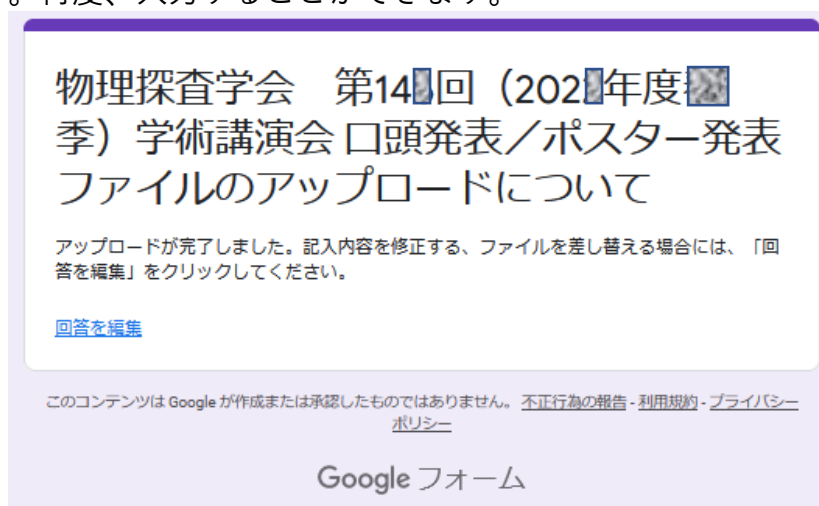 。再度、入力することができます。
物理探査学会 第14回（202年度
季）学術講演会 口頭発表／ポスター発表
ファイルのアップロードについて
アップロードが完了しました。記入内容を修正する、ファイルを差し替える場合には、「回
答を編集」をクリックしてください。
回答を編集
このコンテンツは Google が作成または承認したものではありません。 不正行為の報告 - 利用規約 - プライバシー
ポリシー
Google フォーム